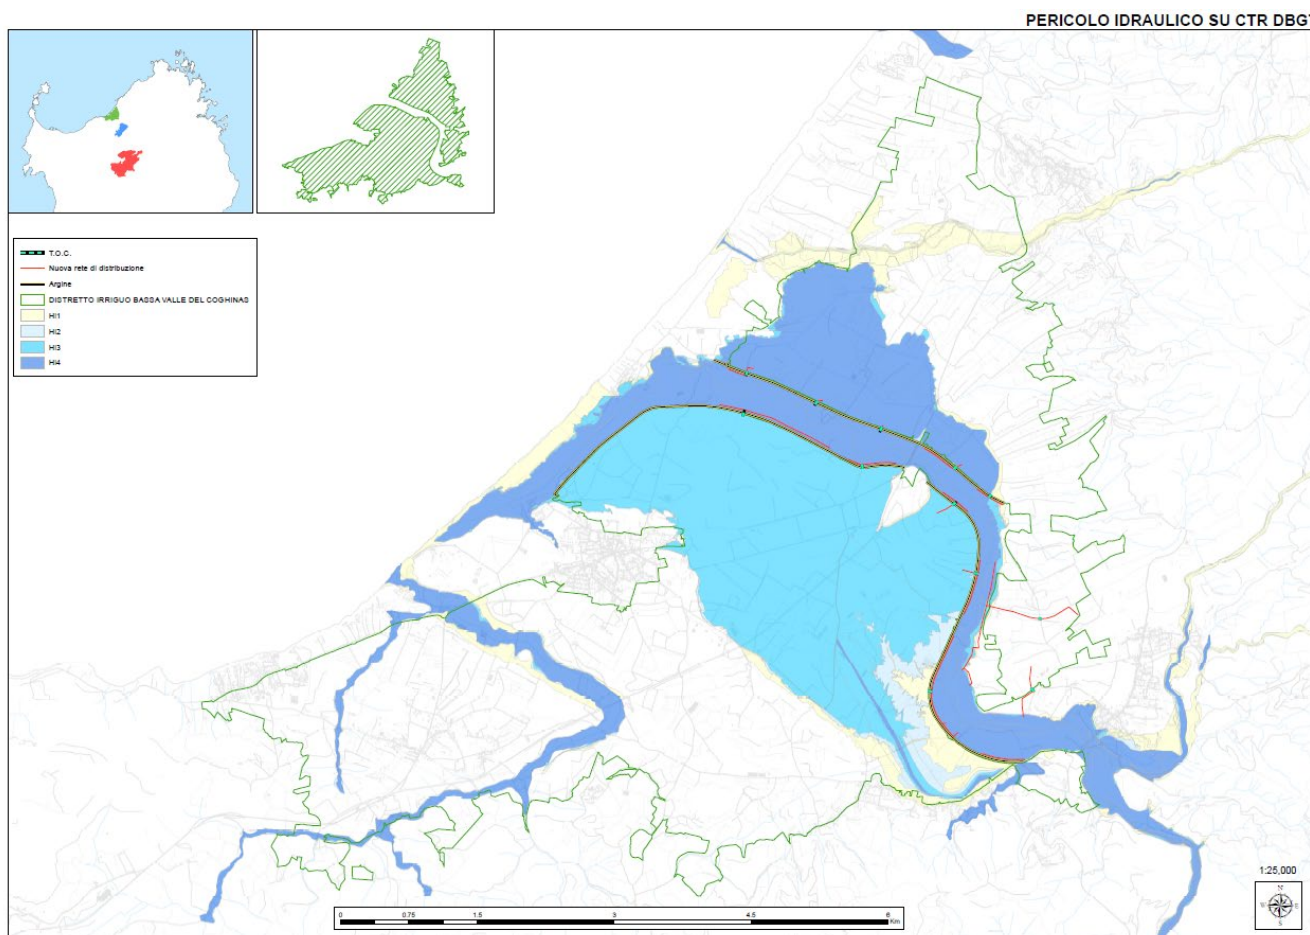 PERICOLO IDRAULICO SU CTR DBGT
T.O.C.
Nuova rete di distribuzione
Argine
DISTRETTO IRRIGUO BASSA VALLE DEL COGHINAS
Hi1
Hi2
Hi3
Hi4
1:25,000
N
W E
S
0 0.75 1.5 3 4.5 6
Km